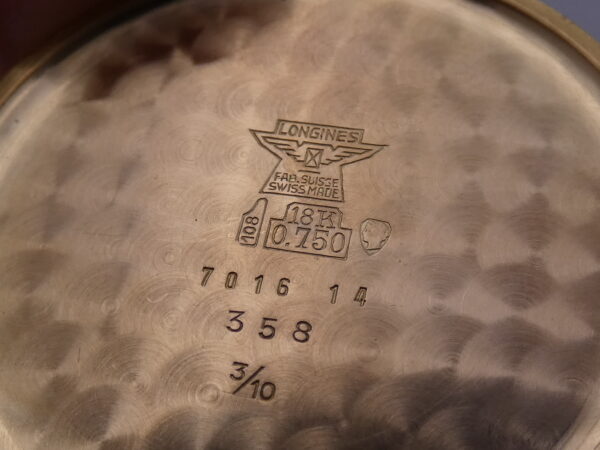 LONGINES
FAB. SUISSE
SWISS MADE
108
18K
0.750
7016 14
358
3/10